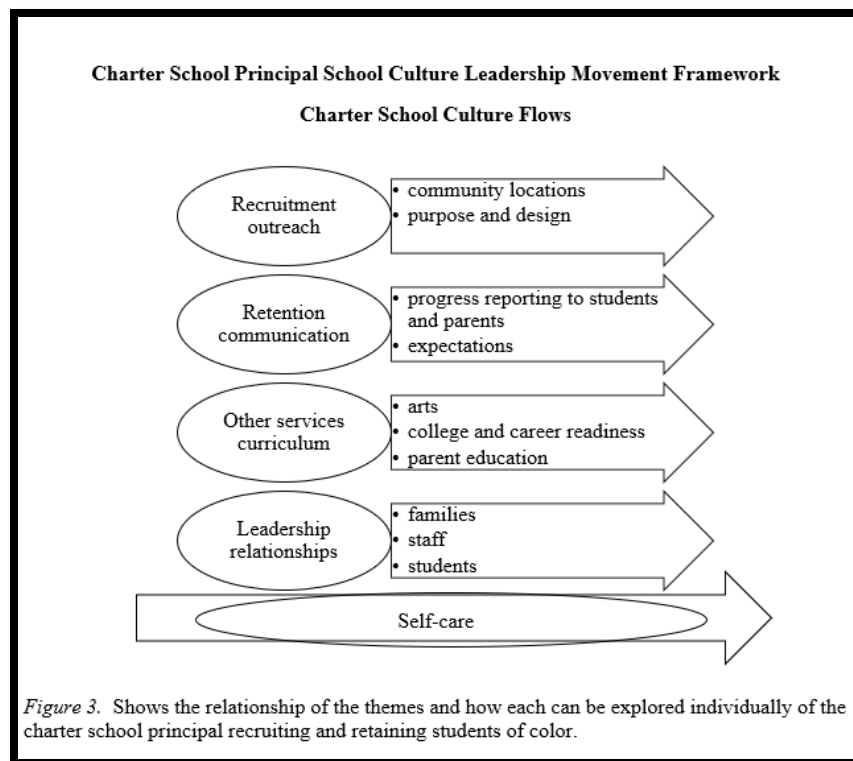 Charter School Principal School Culture Leadership Movement Framework
Charter School Culture Flows
Recruitment
outreach
• community locations
• purpose and design
Retention
communication
• progress reporting to students
and parents
• expectations
Other services
curriculum
• arts
• college and career readiness
• parent education
Leadership
relationships
• families
• staff
• students
Self-care
Figure 3. Shows the relationship of the themes and how each can be explored individually of the
charter school principal recruiting and retaining students of color.